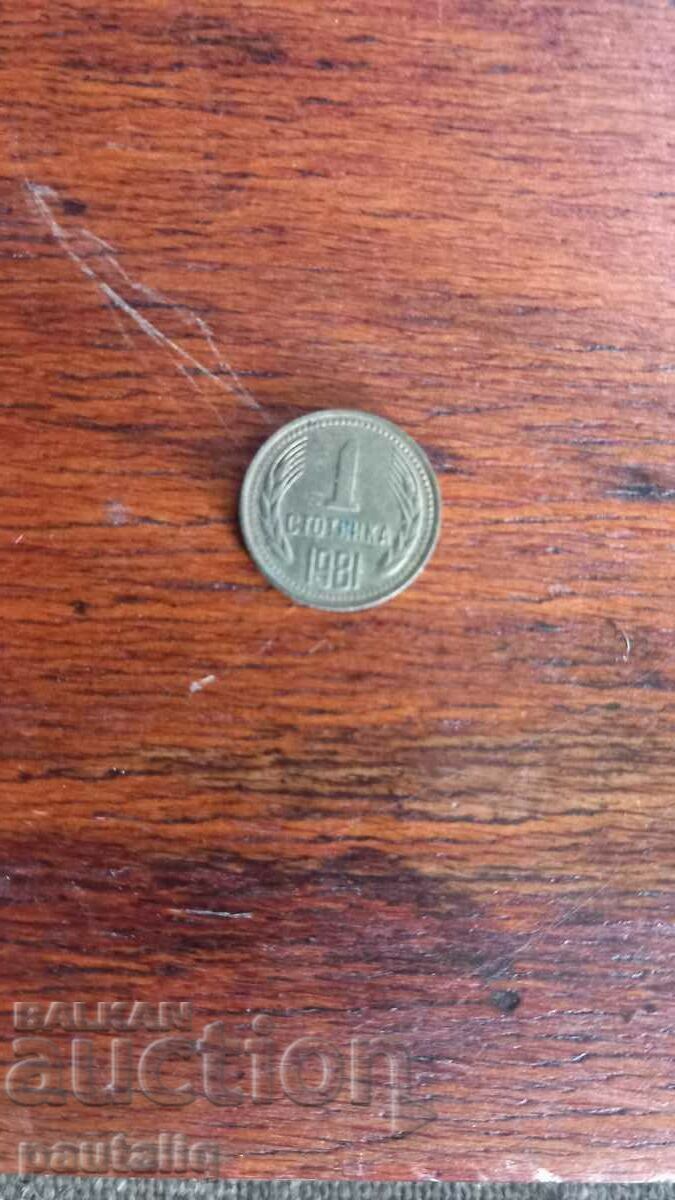 1
СТОТИНКА
1981
BALKAN
auction
pautaliq